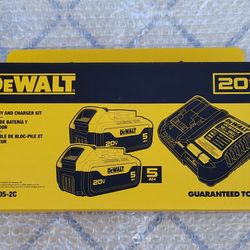 DEWALT
20V
Y AND CHARGER KIT
DE BATERÍA Y
DOR
BLE DE BLOC-PILE ET
EUR
20V
5
DEWALT
20V
5
5
AH
05-2C
GUARANTEED TO